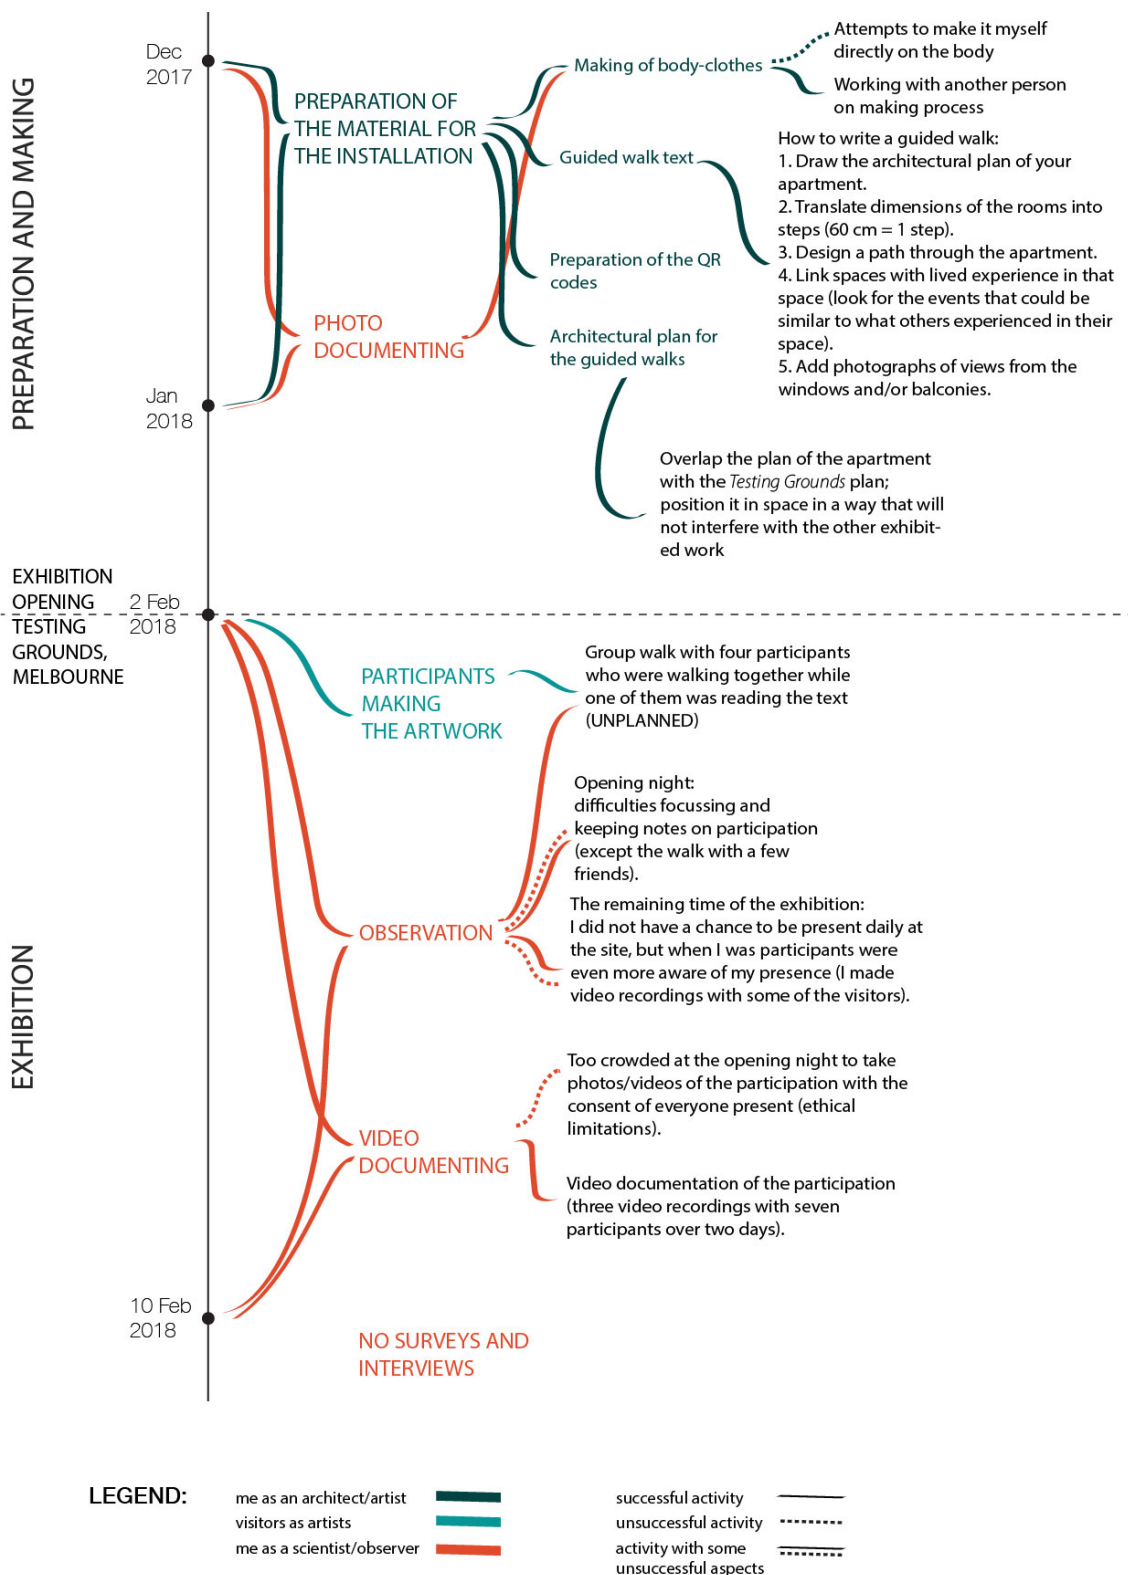 PREPARATION AND MAKING
Dec
2017
PREPARATION OF
THE MATERIAL FOR
THE INSTALLATION
PHOTO
DOCUMENTING
Jan
2018
Making of body-clothes
Attempts to make it myself
directly on the body
Working with another person
on making process
Guided walk text
How to write a guided walk:
1. Draw the architectural plan of your
apartment.
2. Translate dimensions of the rooms into
steps (60 cm = 1 step).
3. Design a path through the apartment.
4. Link spaces with lived experience in that
space (look for the events that could be
similar to what others experienced in their
space).
5. Add photographs of views from the
windows and/or balconies.
Preparation of the QR
codes
Architectural plan for
the guided walks
Overlap the plan of the apartment
with the Testing Grounds plan;
position it in space in a way that will
not interfere with the other exhibit-
ed work
EXHIBITION
OPENING
TESTING
GROUNDS,
MELBOURNE
2 Feb
2018
EXHIBITION
PARTICIPANTS
MAKING
THE ARTWORK
Group walk with four participants
who were walking together while
one of them was reading the text
(UNPLANNED)
OBSERVATION
Opening night:
difficulties focussing and
keeping notes on participation
(except the walk with a few
friends).
The remaining time of the exhibition:
I did not have a chance to be present daily at
the site, but when I was participants were
even more aware of my presence (I made
video recordings with some of the visitors).
VIDEO
DOCUMENTING
Too crowded at the opening night to take
photos/videos of the participation with the
consent of everyone present (ethical
limitations).
Video documentation of the participation
(three video recordings with seven
participants over two days).
10 Feb
2018
NO SURVEYS AND
INTERVIEWS
LEGEND:
me as an architect/artist
visitors as artists
me as a scientist/observer
successful activity
unsuccessful activity
activity with some
unsuccessful aspects